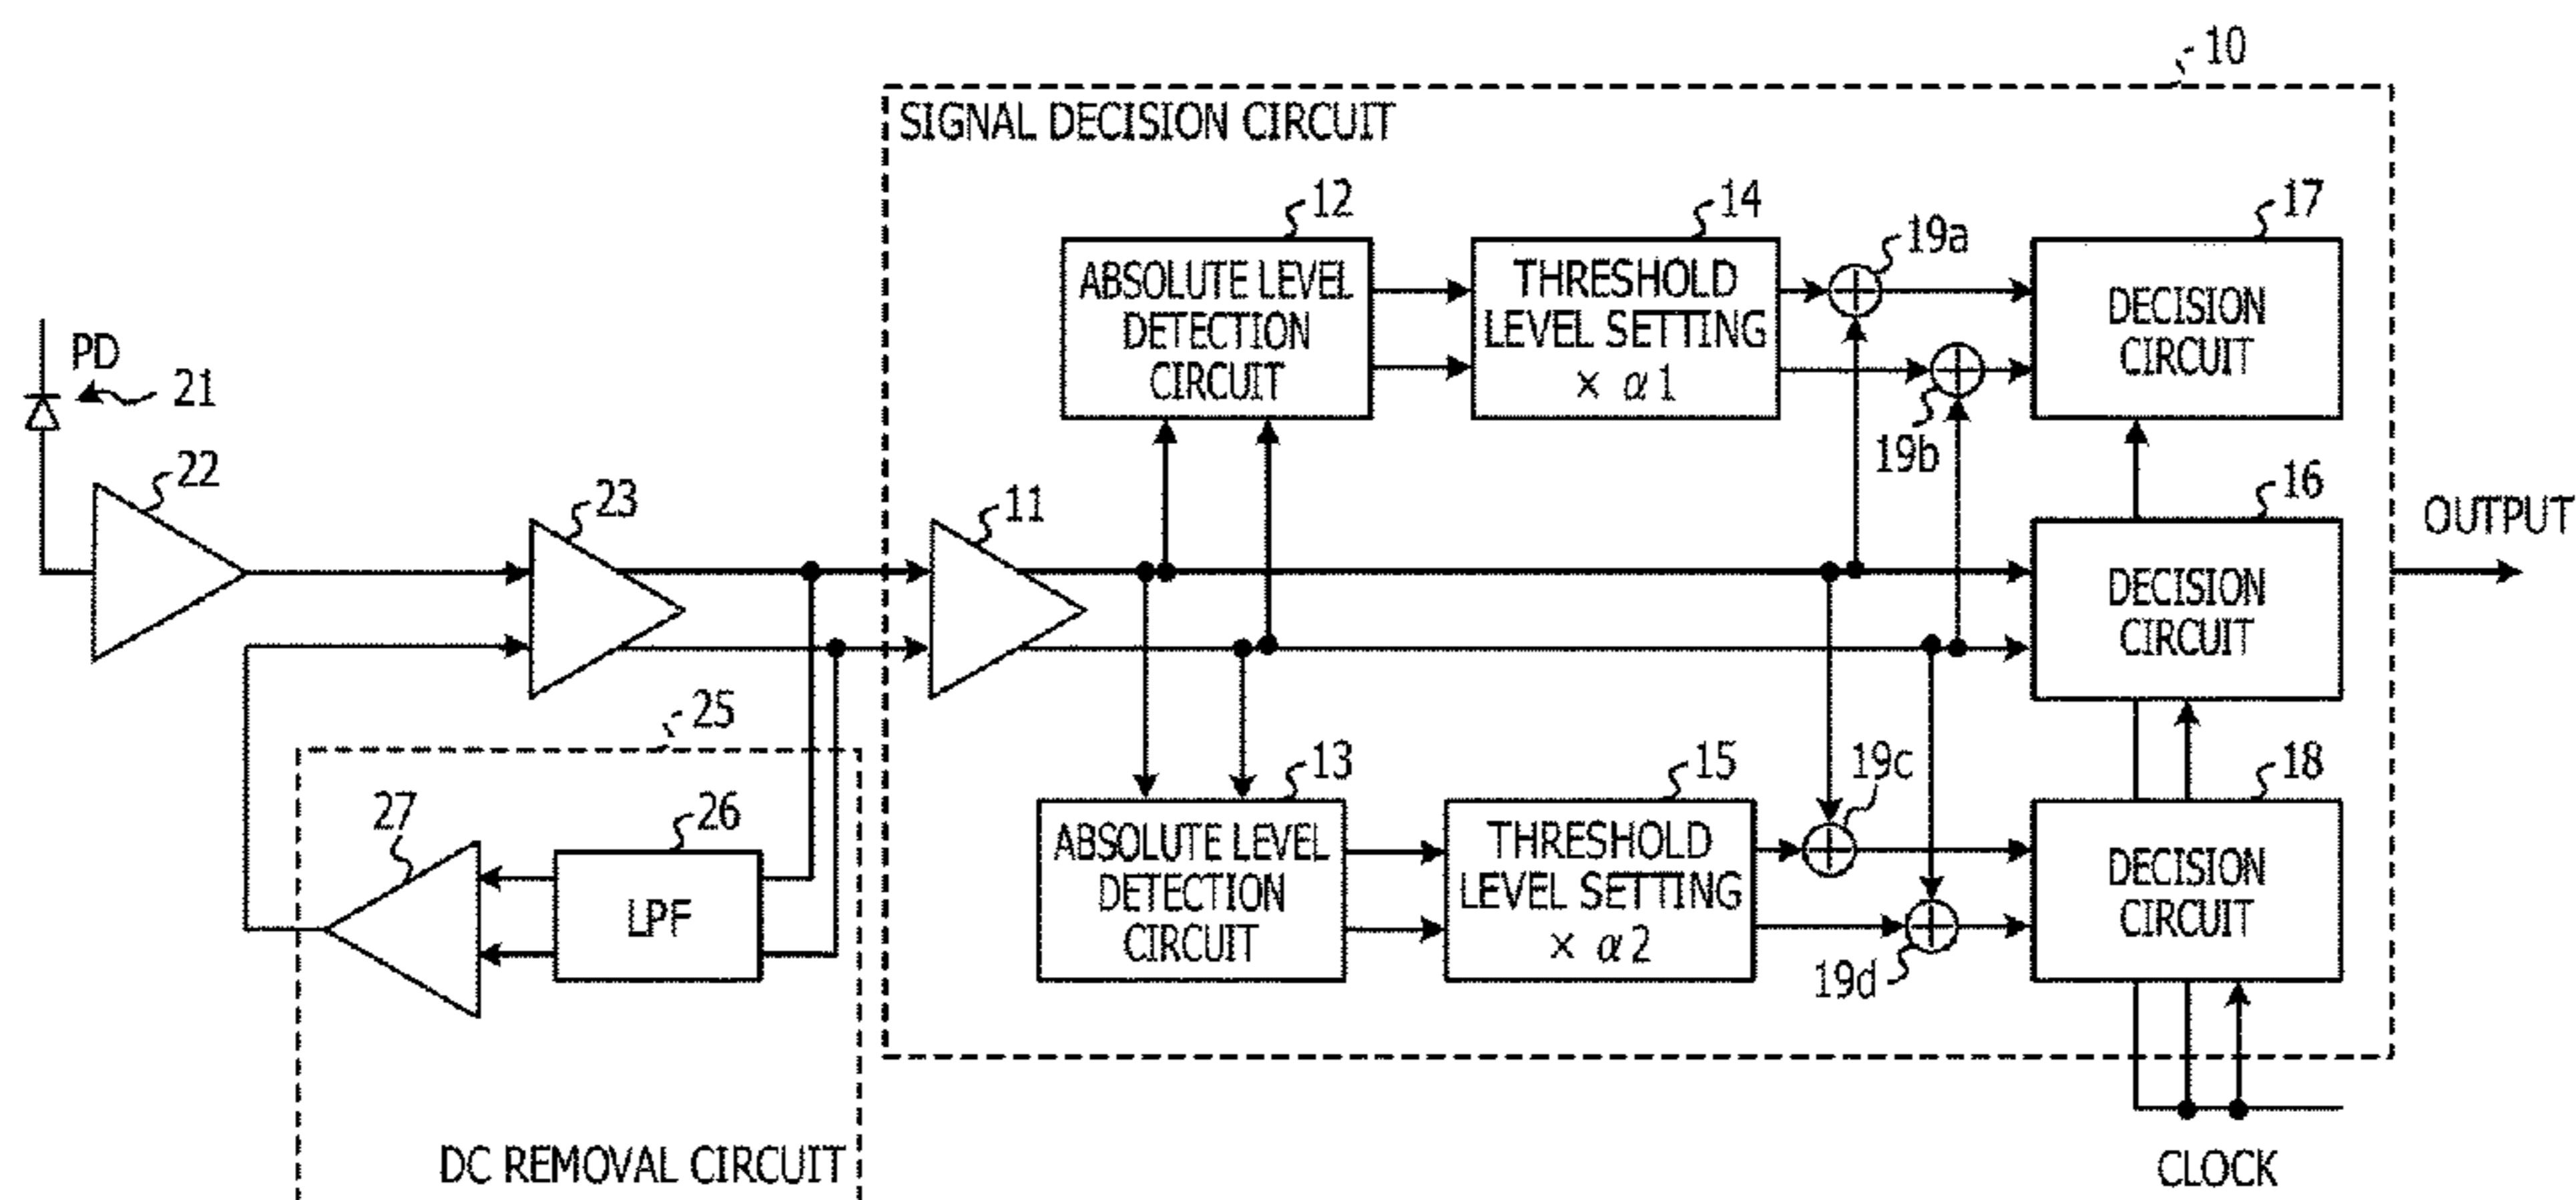 10
SIGNAL DECISION CIRCUIT
12
14
19a
17
ABSOLUTE LEVEL
DETECTION
CIRCUIT
THRESHOLD
LEVEL SETTING
× α1
DECISION
CIRCUIT
PD
21
19b
22
23
11
16
OUTPUT
DECISION
CIRCUIT
25
13
15
19c
18
27
26
LPF
ABSOLUTE LEVEL
DETECTION
CIRCUIT
THRESHOLD
LEVEL SETTING
× α2
DECISION
CIRCUIT
19d
DC REMOVAL CIRCUIT
CLOCK